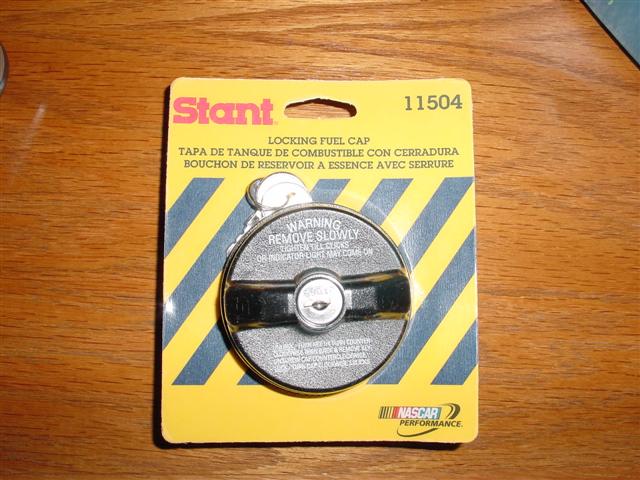 Stant
11504
LOCKING FUEL CAP
TAPA DE TANQUE DE COMBUSTIBLE CON CERRADURA
BOUCHON DE RESERVOIR A ESSENCE AVEC SERRURE
WARNING
REMOVE SLOWLY
TIGHTEN TILL CLICKS
OR INDICATOR LIGHT MAY COME ON
NASCAR
PERFORMANCE.